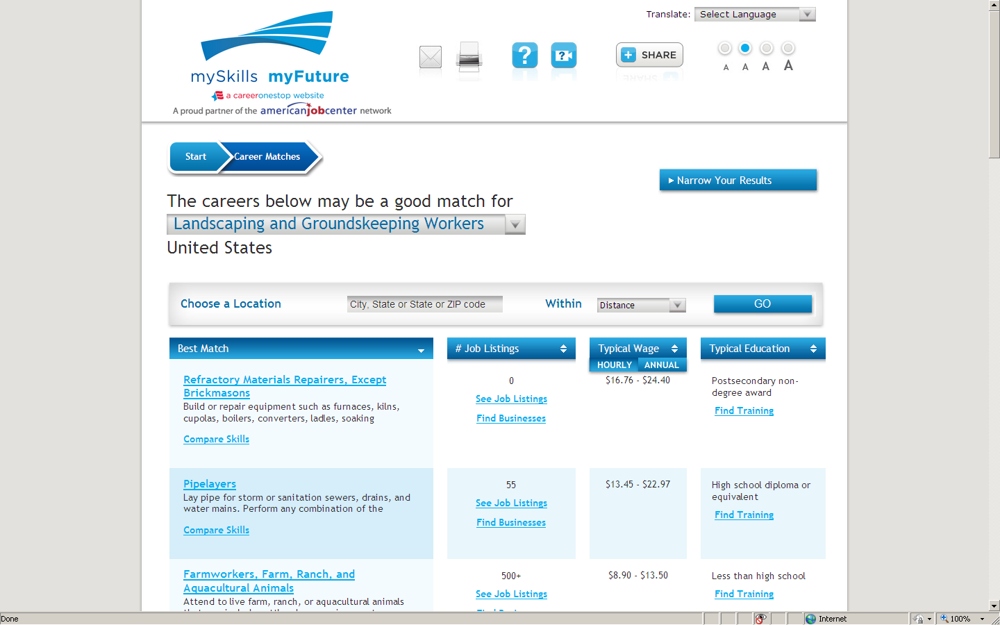 Translate: Select Language
mySkills myFuture
a careeronestop website
A proud partner of the americanjobcenter network
?
?
+ SHARE
A A A A
Start
Career Matches
Narrow Your Results
The careers below may be a good match for
Landscaping and Groundskeeping Workers
United States
Choose a Location
City, State or State or ZIP code
Within
Distance
GO
Best Match
# Job Listings
Typical Wage
HOURLY ANNUAL
Typical Education
Refractory Materials Repairers, Except
Brickmasons
Build or repair equipment such as furnaces, kilns,
cupolas, boilers, converters, ladles, soaking
Compare Skills
0
See Job Listings
Find Businesses
$16.76 - $24.40
Postsecondary non-
degree award
Find Training
Pipelayers
Lay pipe for storm or sanitation sewers, drains, and
water mains. Perform any combination of the
Compare Skills
55
See Job Listings
Find Businesses
$13.45 - $22.97
High school diploma or
equivalent
Find Training
Farmworkers, Farm, Ranch, and
Aquacultural Animals
Attend to live farm, ranch, or aquacultural animals
500+
See Job Listings
$8.90 - $13.50
Less than high school
Find Training
Done
Internet
100%